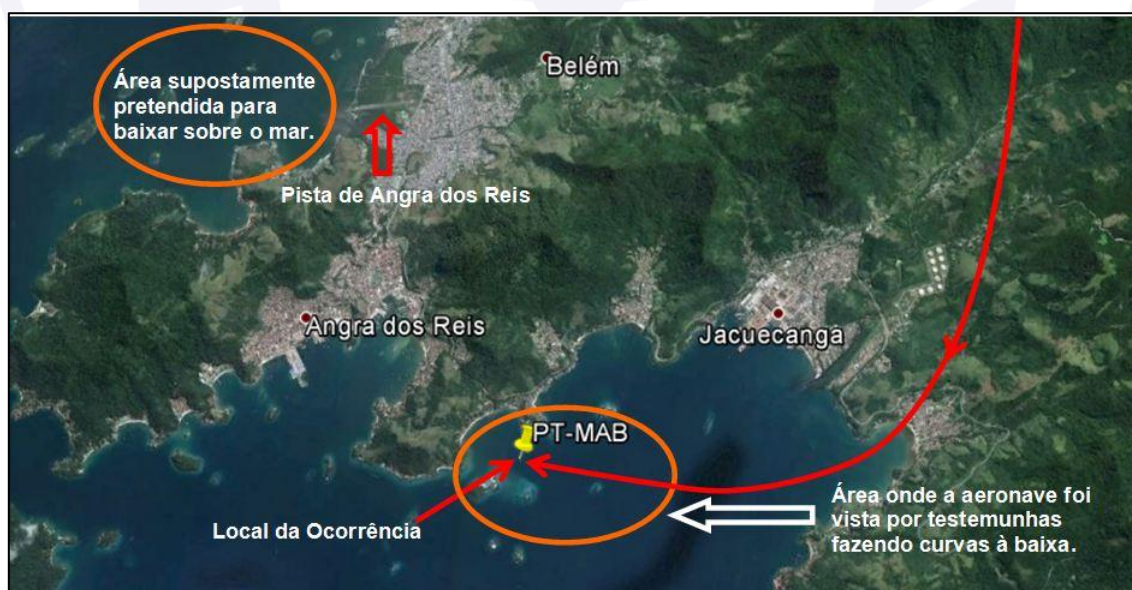 Área supostamente
pretendida para
baixar sobre o mar.
Belém
Pista de Angra dos Reis
Angra dos Reis
Jacuecanga
PT-MAB
Local da Ocorrência
Área onde a aeronave foi
vista por testemunhas
fazendo curvas à baixa.